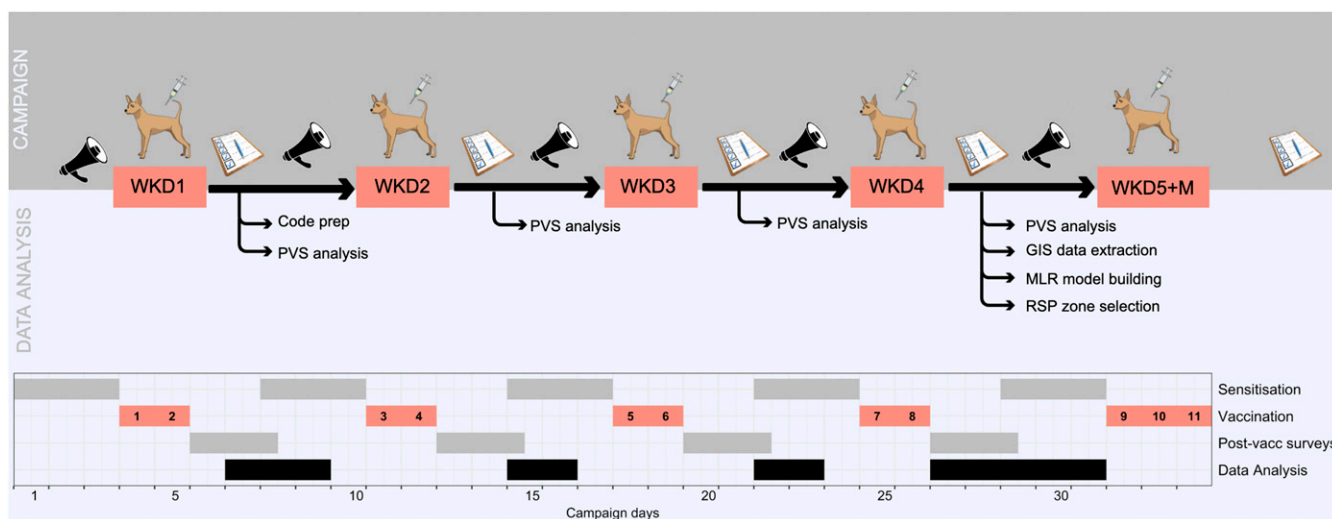 CAMPAIGN
WKD1
WKD2
WKD3
WKD4
WKD5+M
DATA ANALYSIS
Code prep
PVS analysis
PVS analysis
PVS analysis
PVS analysis
GIS data extraction
MLR model building
RSP zone selection
Sensitisation
1 2 3 4 5 6 7 8 9 10 11 Vaccination
Post-vacc surveys
Data Analysis
1 5 10 15 20 25 30
Campaign days